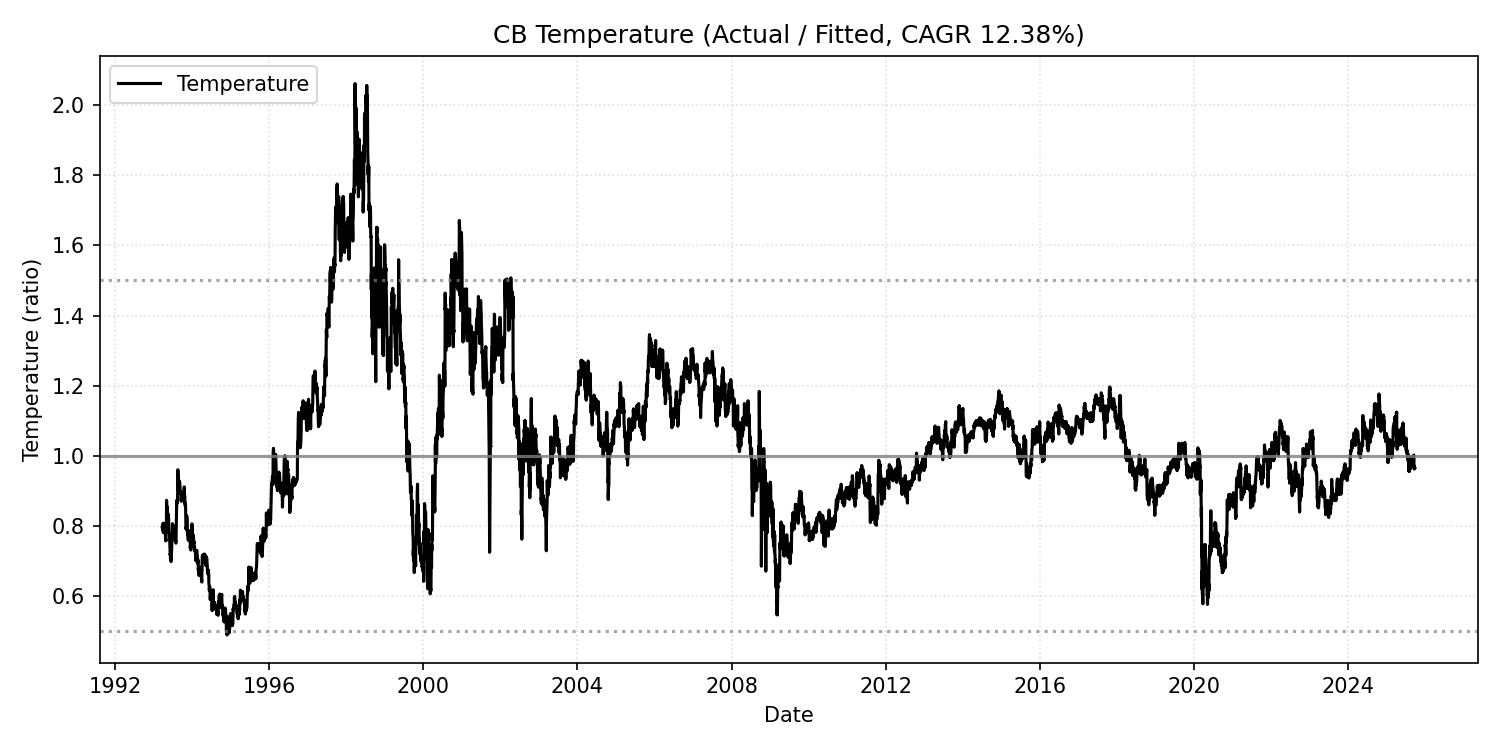 CB Temperature (Actual / Fitted, CAGR 12.38%)
Temperature
2.0
1.8
1.6
1.4
1.2
1.0
0.8
0.6
Temperature (ratio)
1992 1996 2000 2004 2008 2012 2016 2020 2024
Date